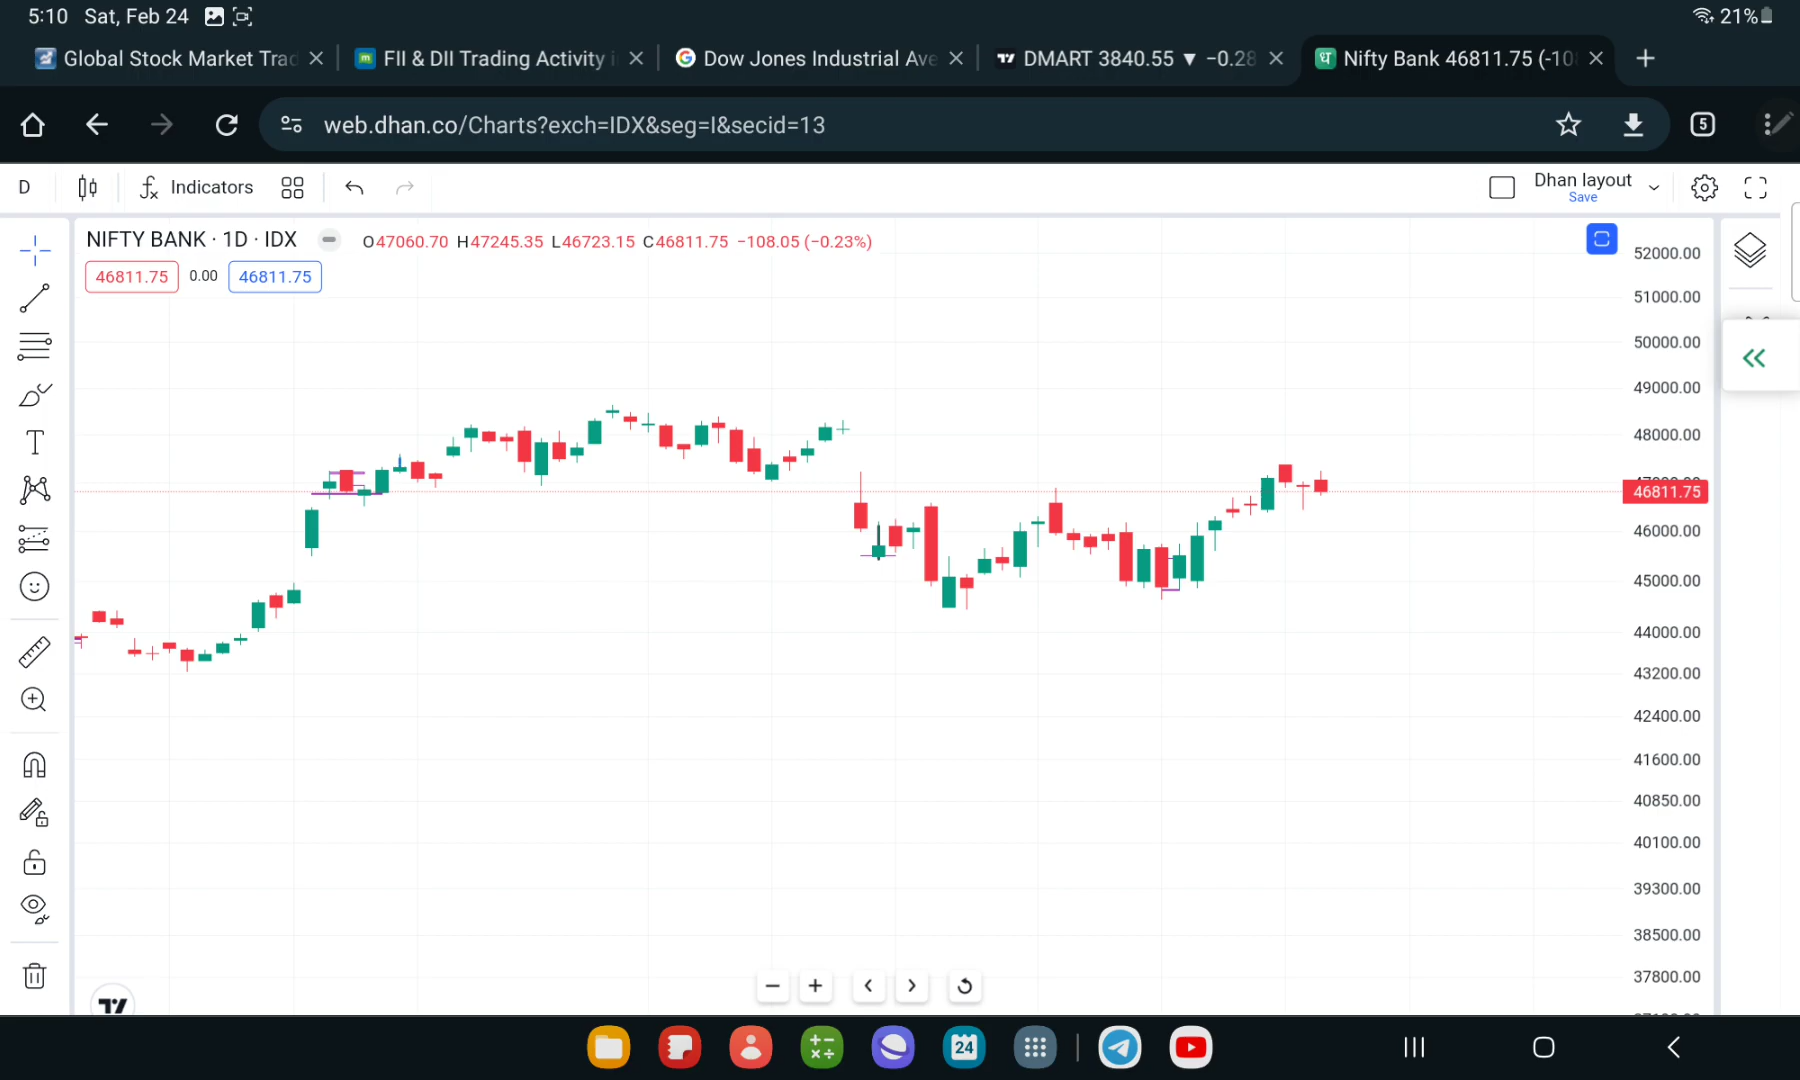 5:10 Sat, Feb 24 21%
Global Stock Market Trad
FII & DII Trading Activity i
Dow Jones Industrial Ave
DMART 3840.55 ▼ −0.28
Nifty Bank 46811.75 (-108
web.dhan.co/Charts?exch=IDX&seg=I&secid=13
5
D
Indicators
Dhan layout
Save
NIFTY BANK · 1D · IDX
O47060.70 H47245.35 L46723.15 C46811.75 −108.05 (−0.23%)
46811.75 0.00 46811.75
52000.00
51000.00
50000.00
49000.00
48000.00
46811.75
46000.00
45000.00
44000.00
43200.00
42400.00
41600.00
40850.00
40100.00
39300.00
38500.00
37800.00
24